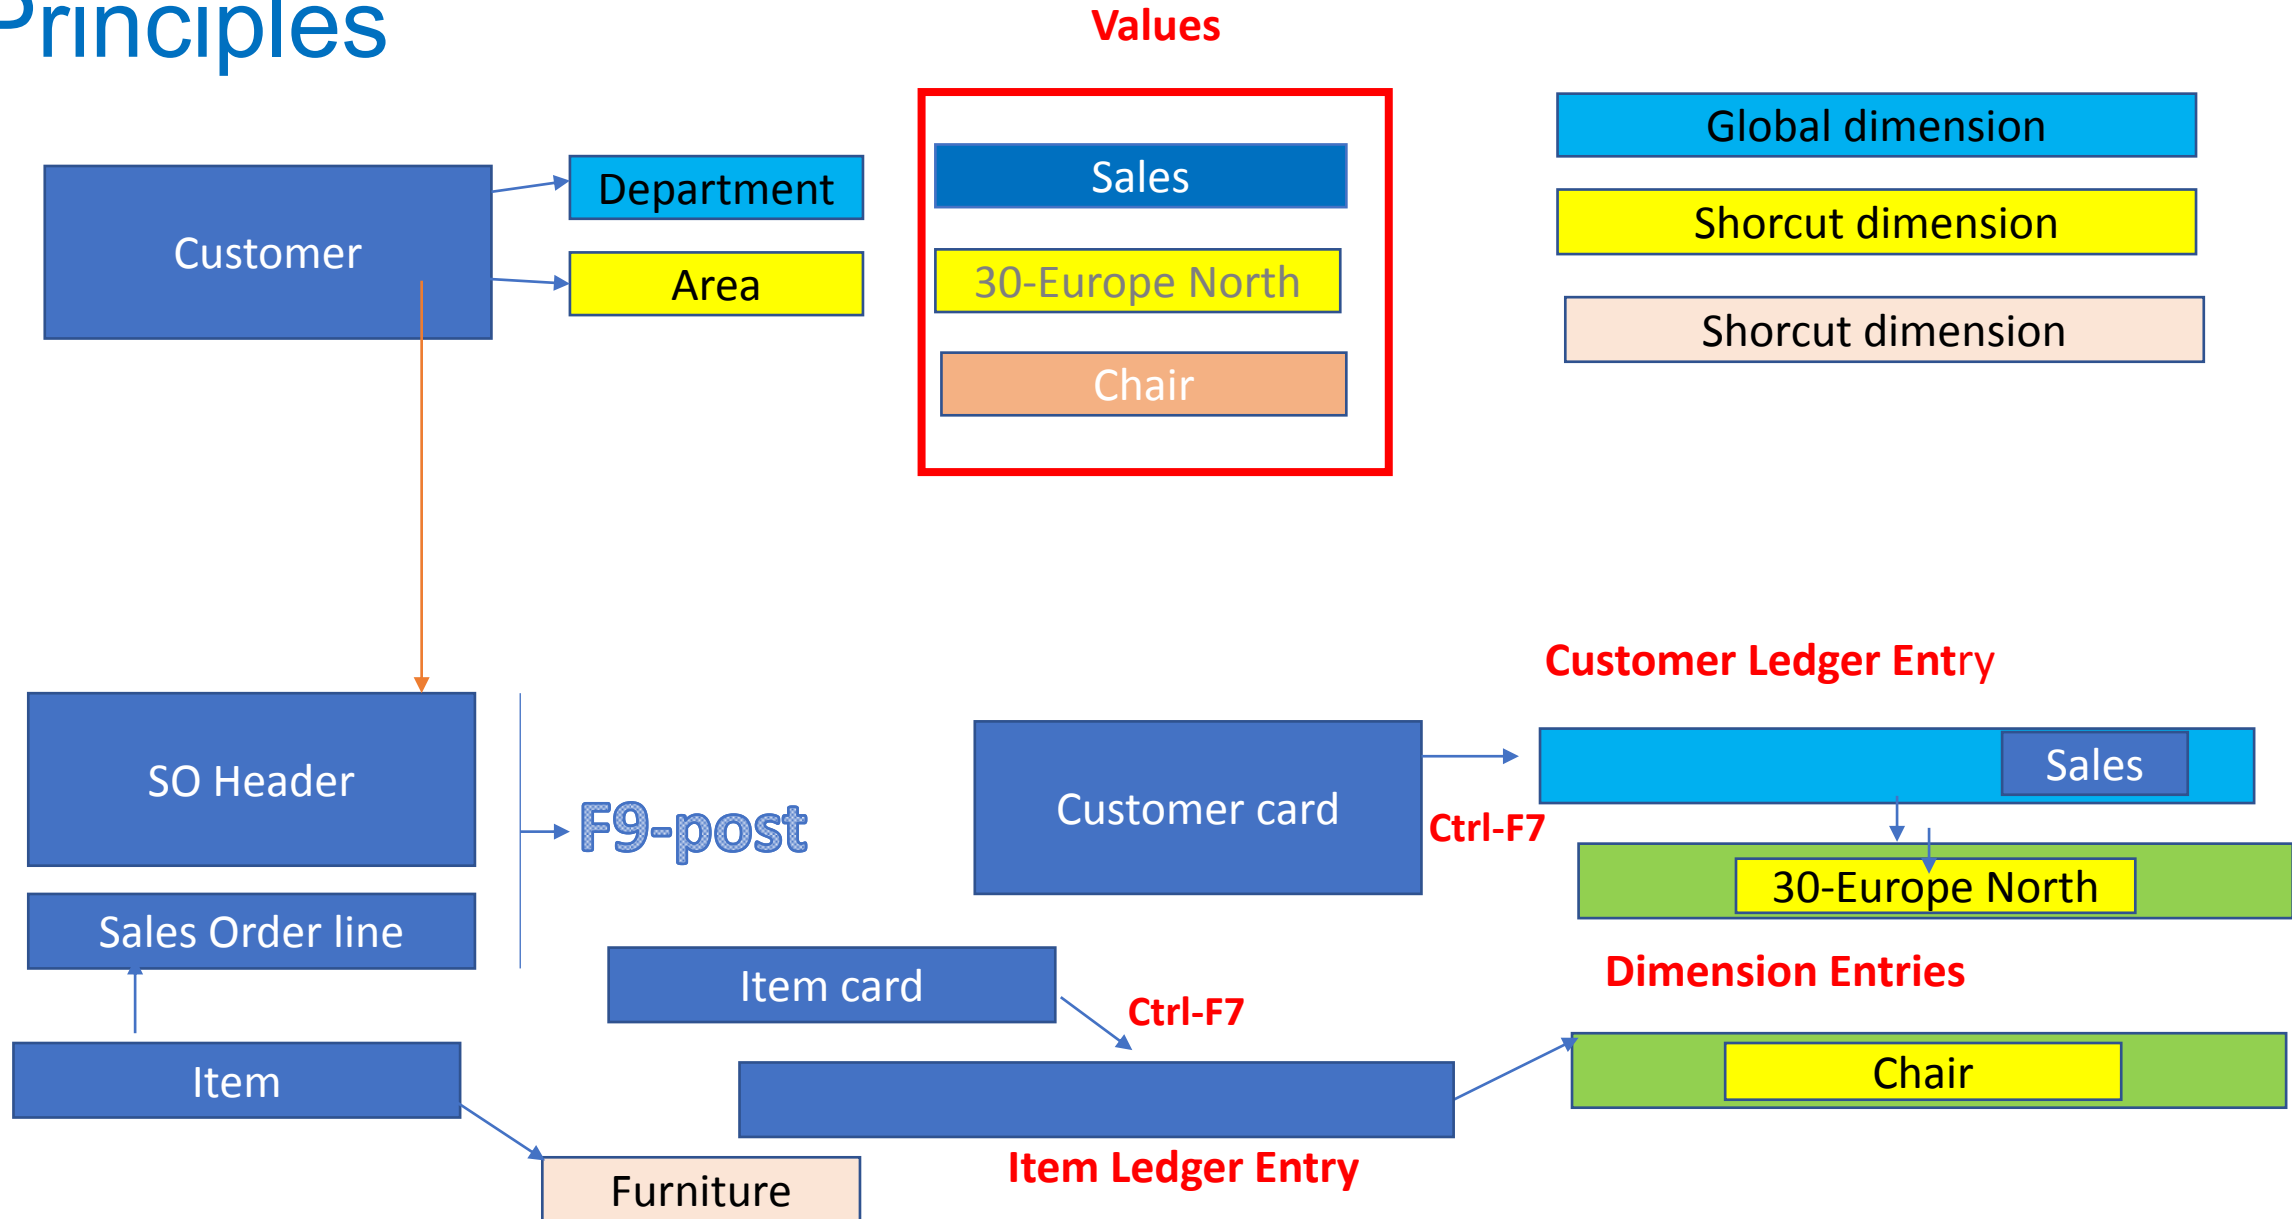 Principles
Values
Customer
Department
Area
Sales
30-Europe North
Chair
Global dimension
Shorcut dimension
Shorcut dimension
SO Header
Sales Order line
Item
Furniture
F9-post
Customer card
Ctrl-F7
Customer Ledger Entry
Sales
30-Europe North
Dimension Entries
Item card
Ctrl-F7
Item Ledger Entry
Chair